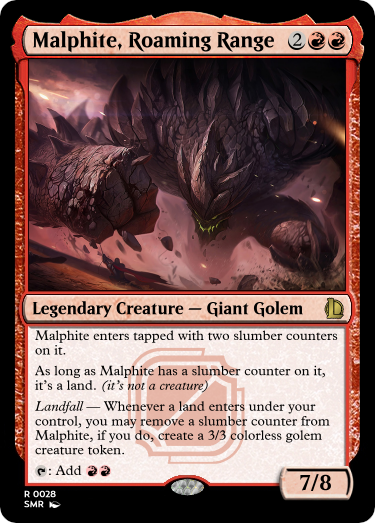 Malphite, Roaming Range 2
Legendary Creature — Giant Golem
Malphite enters tapped with two slumber counters
on it.
As long as Malphite has a slumber counter on it,
it's a land. (it's not a creature)
Landfall — Whenever a land enters under your
control, you may remove a slumber counter from
Malphite, if you do, create a 3/3 colorless golem
creature token.
: Add
7/8
R 0028
SMR